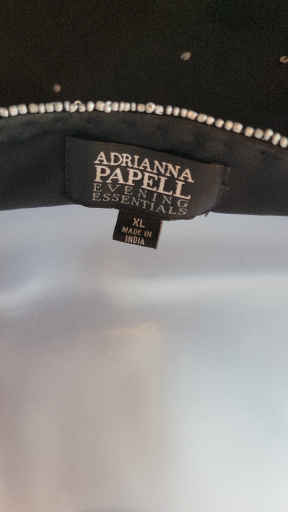 ADRIANNA
PAPELL
EVENING
ESSENTIALS
XL
MADE IN
INDIA